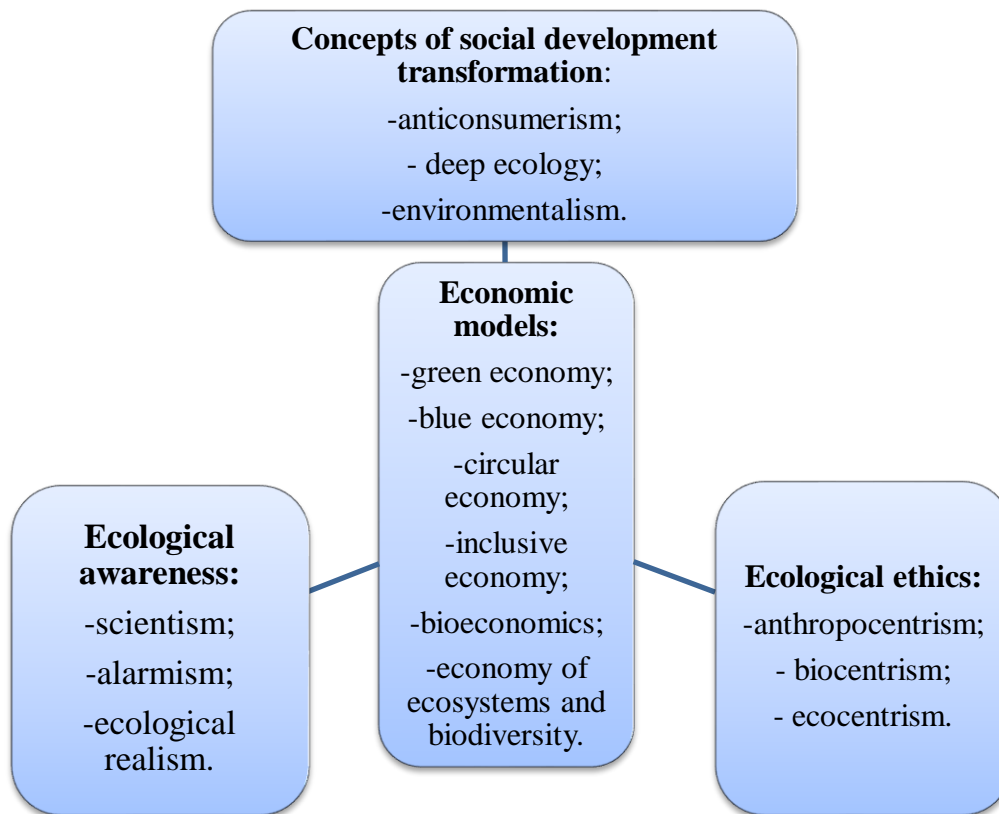 Concepts of social development
transformation:
-anticonsumerism;
- deep ecology;
-environmentalism.
Economic
models:
-green economy;
-blue economy;
-circular
economy;
-inclusive
economy;
-bioeconomics;
-economy of
ecosystems and
biodiversity.
Ecological
awareness:
-scientism;
-alarmism;
-ecological
realism.
Ecological ethics:
-anthropocentrism;
- biocentrism;
- ecocentrism.